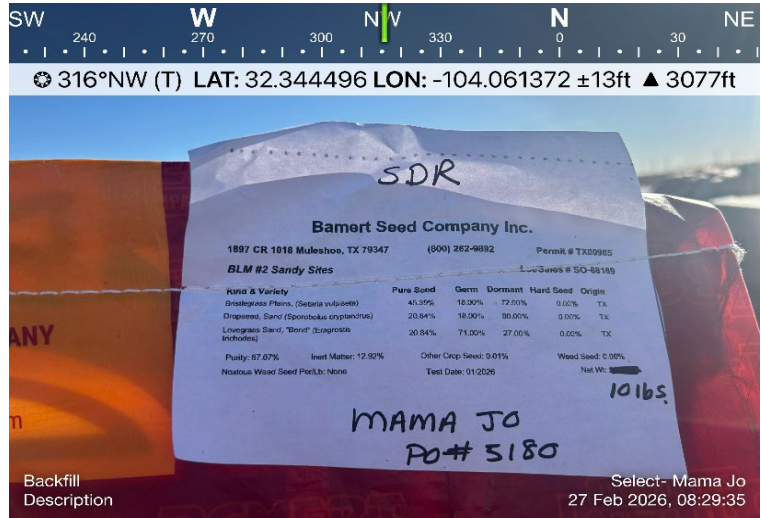 SW W NW N NE
240 270 300 330 0 30
316°NW (T) LAT: 32.344496 LON: -104.061372 ±13ft ▲ 3077ft
SDR
Bamert Seed Company Inc.
1897 CR 1018 Muleshoe, TX 79347 (800) 262-9892 Permit # TX00985
BLM #2 Sandy Sites # SO-88189
Kind & Variety Pure Seed Germ Dormant Hard Seed Origin
Bristlegrass Plains, (Setaria vulpiseta) 45.39% 18.00% 72.00% 0.00% TX
Dropseed, Sand (Sporobolus cryptandrus) 20.84% 18.00% 80.00% 0.00% TX
Lovegrass Sand, "Bend" (Eragrostis 20.84% 71.00% 27.00% 0.00% TX
trichodes)
Purity: 87.07% Inert Matter: 12.92% Other Crop Seed: 0.01% Weed Seed: 0.00%
Noxious Weed Seed Per/Lb: None Test Date: 01/2026 Net Wt:
10 lbs.
ANY
m
MAMA JO
PO# 5180
Backfill
Description
Select- Mama Jo
27 Feb 2026, 08:29:35